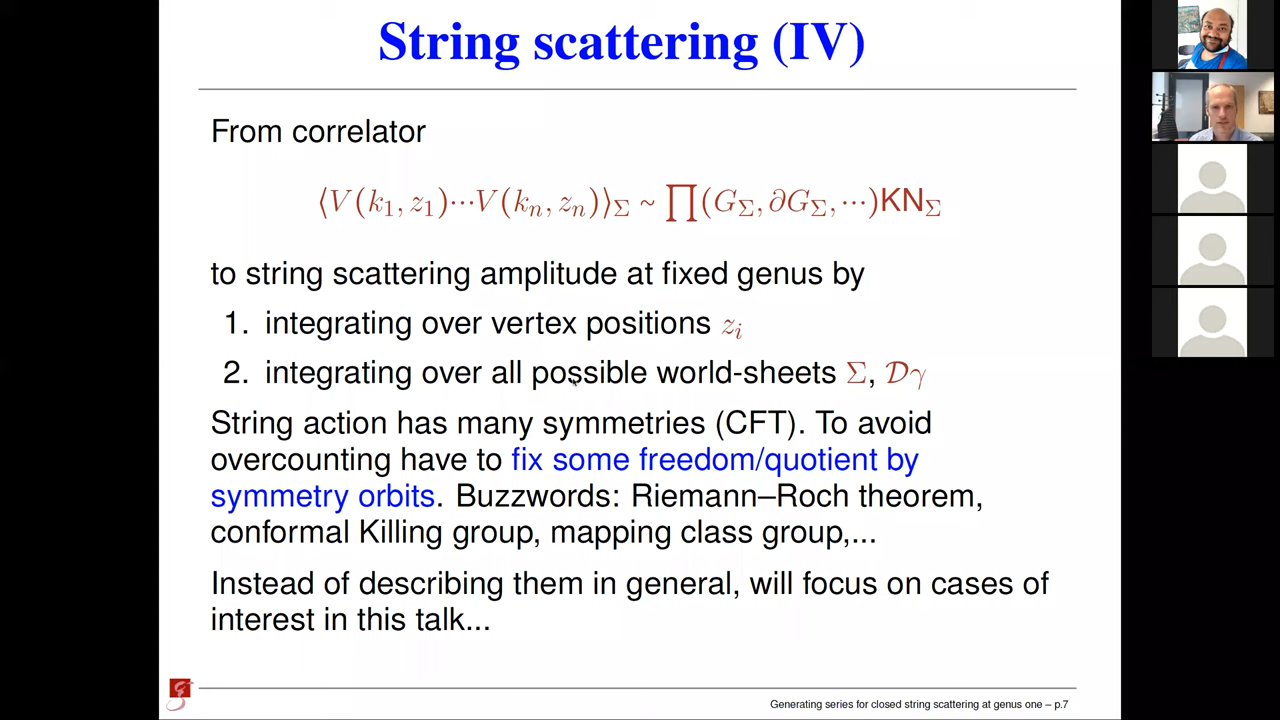 String scattering (IV)
From correlator
⟨V(k₁, z₁)···V(kₙ, zₙ)⟩_Σ ~ ∏(G_Σ, ∂G_Σ, ···)KN_Σ
to string scattering amplitude at fixed genus by
1. integrating over vertex positions zᵢ
2. integrating over all possible world-sheets Σ, 𝒟γ
String action has many symmetries (CFT). To avoid
overcounting have to fix some freedom/quotient by
symmetry orbits. Buzzwords: Riemann–Roch theorem,
conformal Killing group, mapping class group,...
Instead of describing them in general, will focus on cases of
interest in this talk...
Generating series for closed string scattering at genus one – p.7